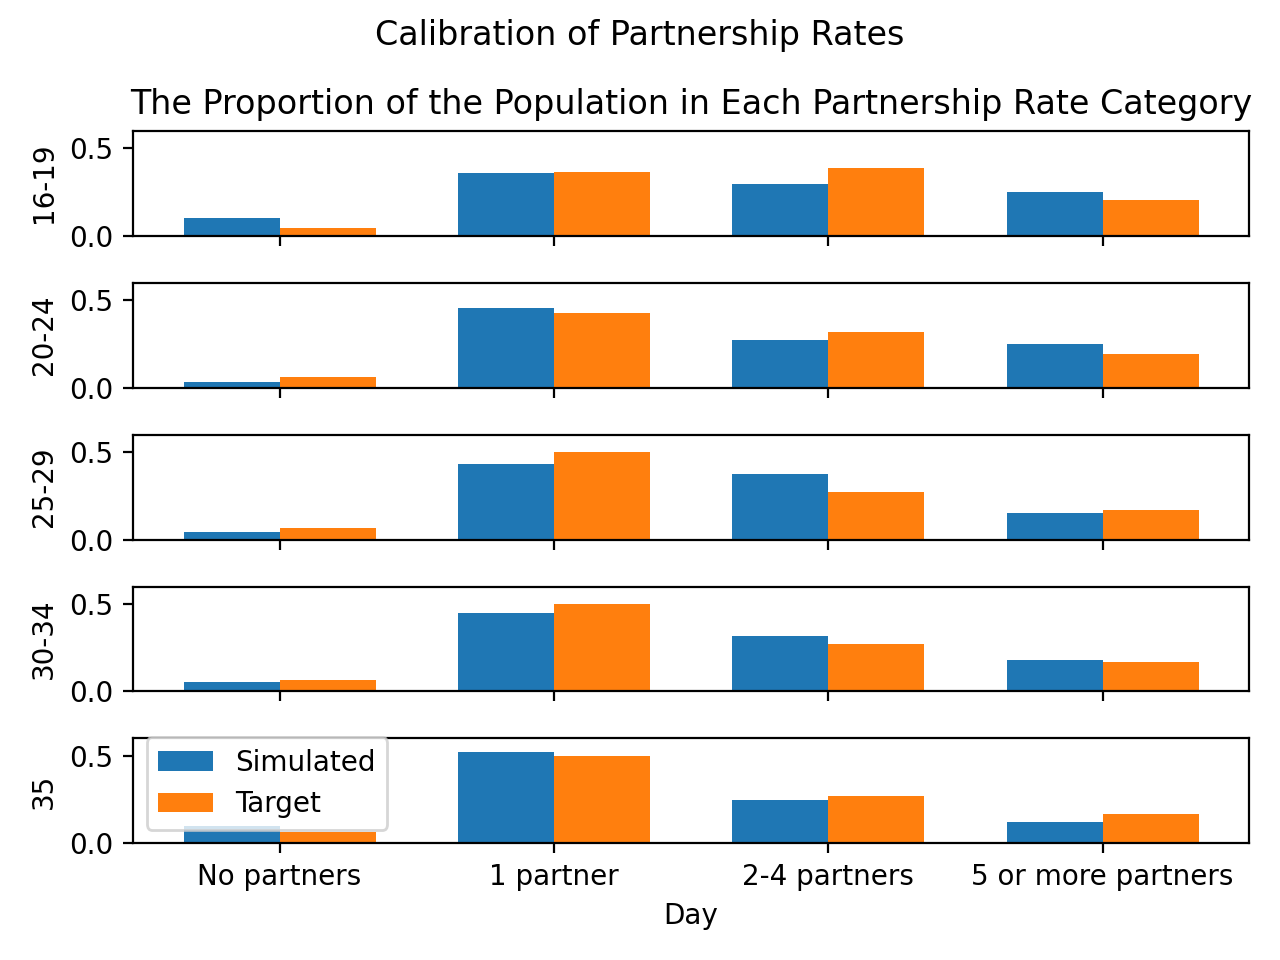 Calibration of Partnership Rates
The Proportion of the Population in Each Partnership Rate Category
16-19
0.5
0.0
20-24
0.5
0.0
25-29
0.5
0.0
30-34
0.5
0.0
35
0.5
0.0
Simulated
Target
No partners
1 partner
2-4 partners
5 or more partners
Day